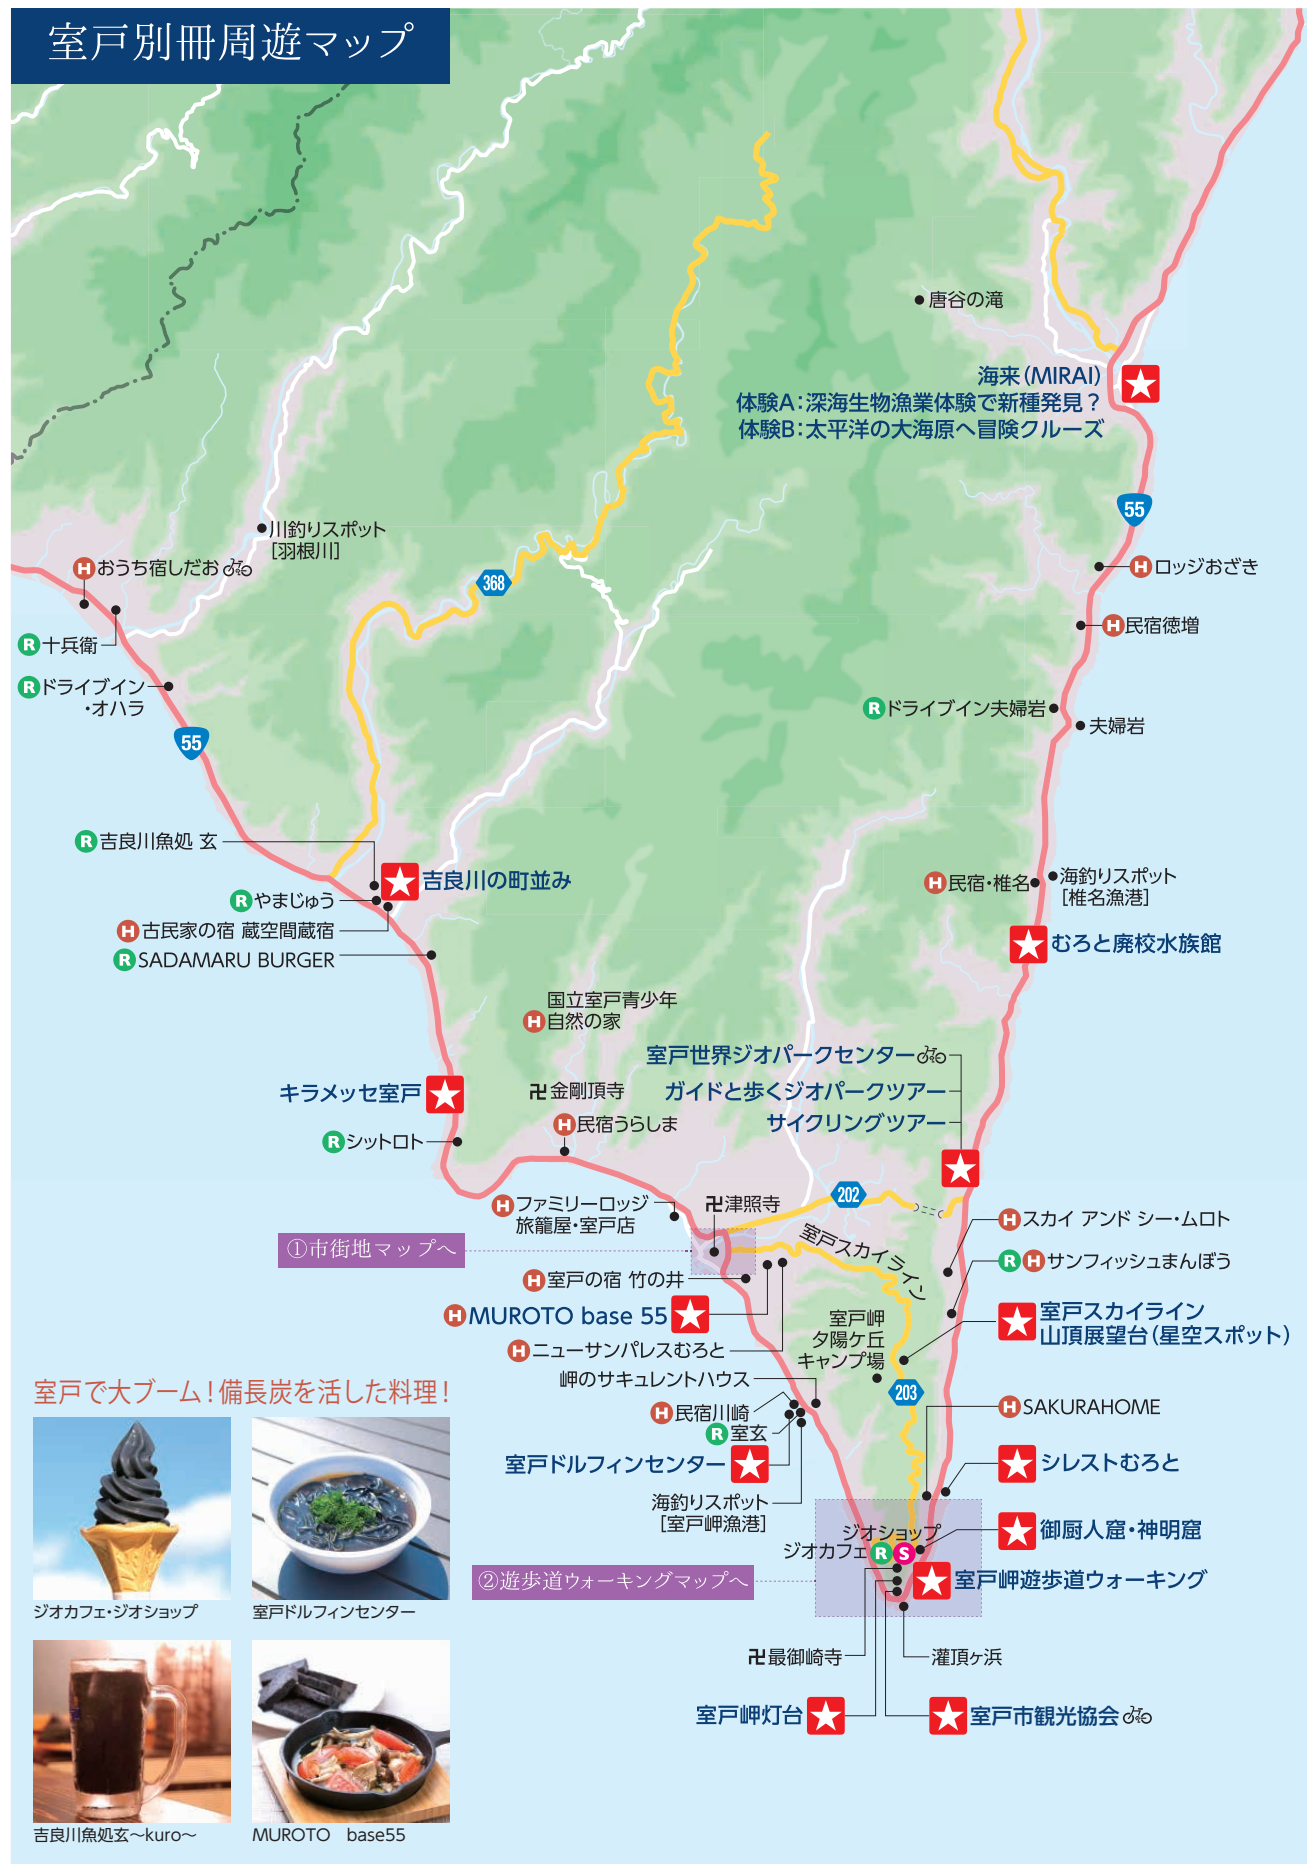 室戸別冊周遊マップ
唐谷の滝
海来（MIRAI）
体験A：深海生物漁業体験で新種発見？
体験B：太平洋の大海原へ冒険クルーズ
55
川釣りスポット
［羽根川］
H おうち宿しだお
368
H ロッジおざき
R 十兵衛
H 民宿徳増
R ドライブイン
・オハラ
R ドライブイン夫婦岩
夫婦岩
55
R 吉良川魚処 玄
吉良川の町並み
H 民宿・椎名
海釣りスポット
［椎名漁港］
R やまじゅう
H 古民家の宿 蔵空間蔵宿
R SADAMARU BURGER
むろと廃校水族館
国立室戸青少年
H 自然の家
室戸世界ジオパークセンター
ガイドと歩くジオパークツアー
サイクリングツアー
キラメッセ室戸
卍金剛頂寺
H 民宿うらしま
R シットロト
202
H ファミリーロッジ
旅籠屋・室戸店
卍津照寺
H スカイ アンド シー・ムロト
室戸スカイライン
①市街地マップへ
R H サンフィッシュまんぼう
H 室戸の宿 竹の井
H MUROTO base 55
室戸スカイライン
山頂展望台（星空スポット）
室戸岬
夕陽ケ丘
キャンプ場
H ニューサンパレスむろと
岬のサキュレントハウス
203
H 民宿川崎
H SAKURAHOME
R 室玄
室戸ドルフィンセンター
シレストむろと
海釣りスポット
［室戸岬漁港］
御厨人窟・神明窟
ジオショップ
ジオカフェ R S
②遊歩道ウォーキングマップへ
室戸岬遊歩道ウォーキング
卍最御崎寺
灌頂ヶ浜
室戸岬灯台
室戸市観光協会
室戸で大ブーム！備長炭を活した料理！
ジオカフェ・ジオショップ
室戸ドルフィンセンター
吉良川魚処玄〜kuro〜
MUROTO　base55